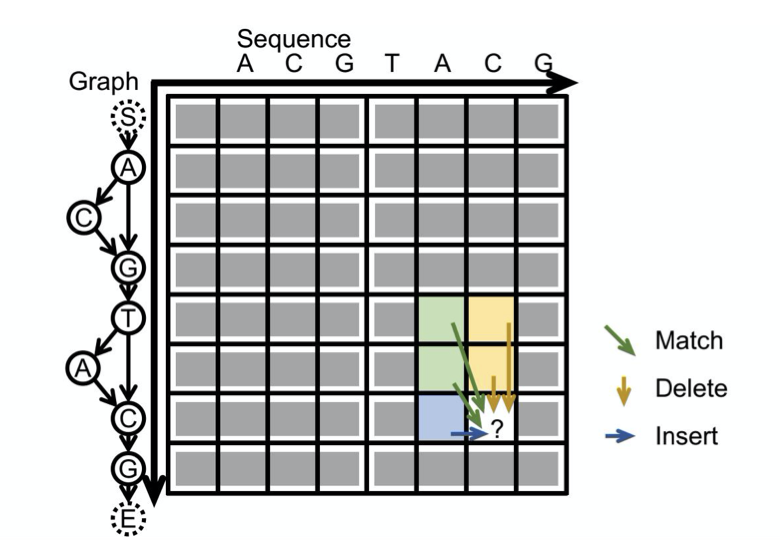 Sequence
A C G T A C G
Graph
S
A
C
G
T
A
C
G
E
?
Match
Delete
Insert